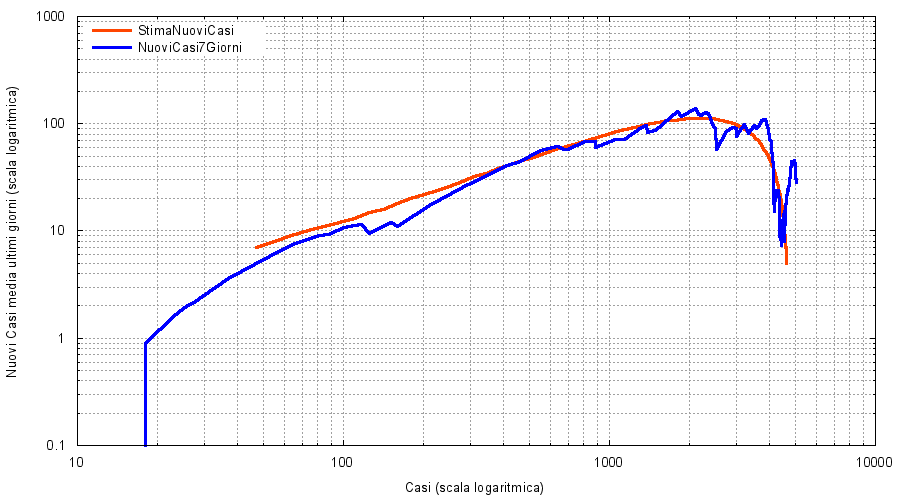 1000
StimaNuoviCasi
NuoviCasi7Giorni
100
10
1
0.1
Nuovi Casi media ultimi giorni (scala logaritmica)
10
100
1000
10000
Casi (scala logaritmica)